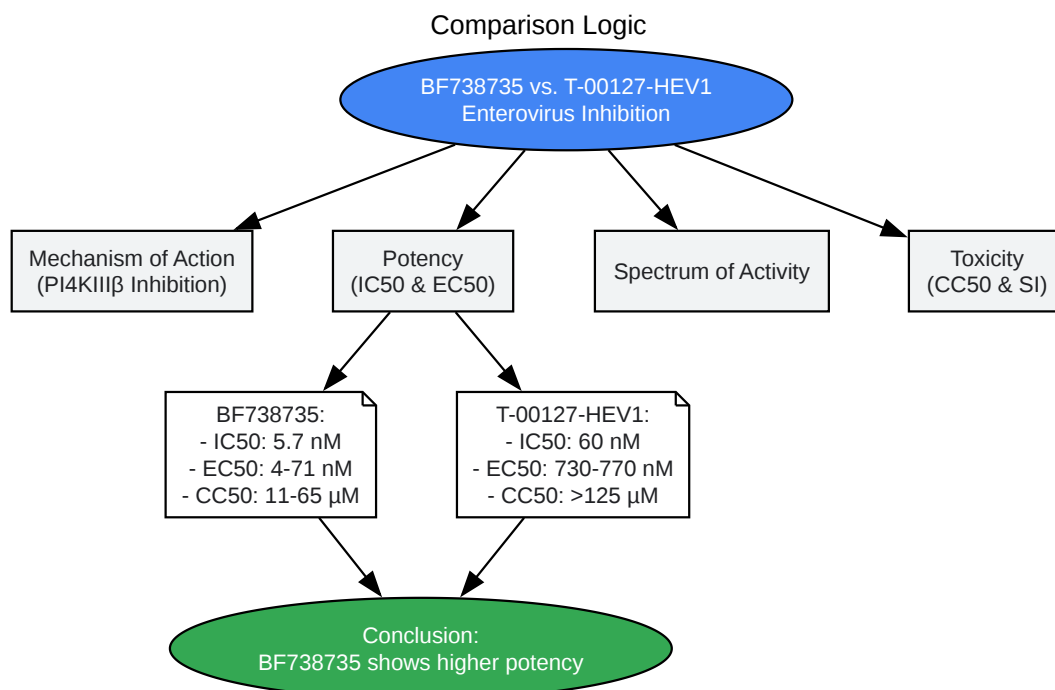 Comparison Logic
BF738735 vs. T-00127-HEV1
Enterovirus Inhibition
Mechanism of Action
(PI4KIIIβ Inhibition)
Potency
(IC50 & EC50)
Spectrum of Activity
Toxicity
(CC50 & SI)
BF738735:
- IC50: 5.7 nM
- EC50: 4-71 nM
- CC50: 11-65 µM
T-00127-HEV1:
- IC50: 60 nM
- EC50: 730-770 nM
- CC50: >125 µM
Conclusion:
BF738735 shows higher potency